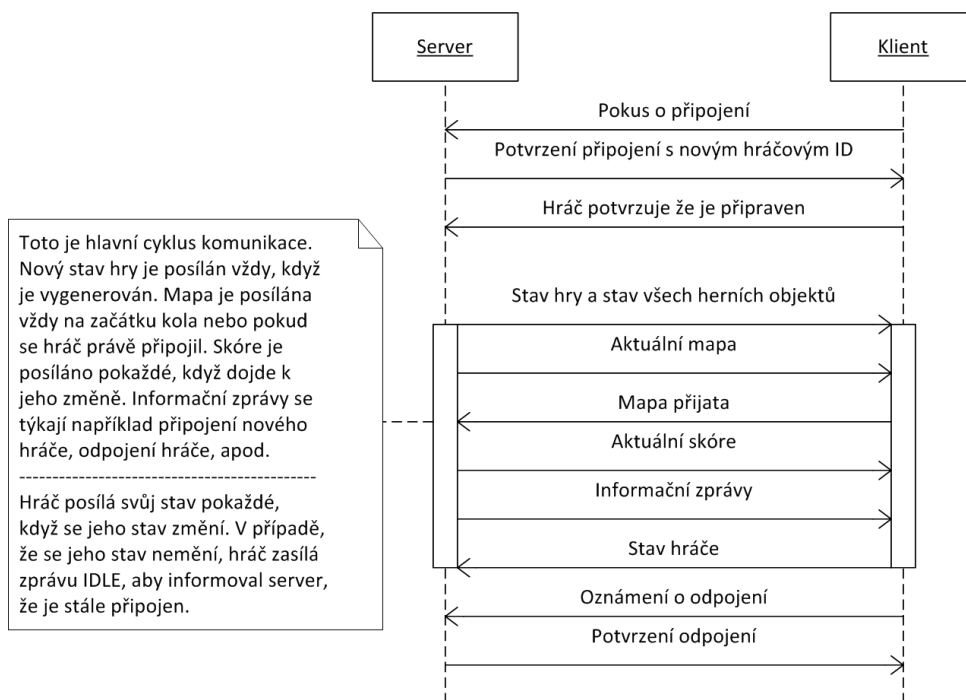 Server
Klient
Pokus o připojení
Potvrzení připojení s novým hráčovým ID
Hráč potvrzuje že je připraven
Toto je hlavní cyklus komunikace.
Nový stav hry je posílán vždy, když
je vygenerován. Mapa je posílána
vždy na začátku kola nebo pokud
se hráč právě připojil. Skóre je
posíláno pokaždé, když dojde k
jeho změně. Informační zprávy se
týkají například připojení nového
hráče, odpojení hráče, apod.
---------------------------------------------
Hráč posílá svůj stav pokaždé,
když se jeho stav změní. V případě,
že se jeho stav nemění, hráč zasílá
zprávu IDLE, aby informoval server,
že je stále připojen.
Stav hry a stav všech herních objektů
Aktuální mapa
Mapa přijata
Aktuální skóre
Informační zprávy
Stav hráče
Oznámení o odpojení
Potvrzení odpojení